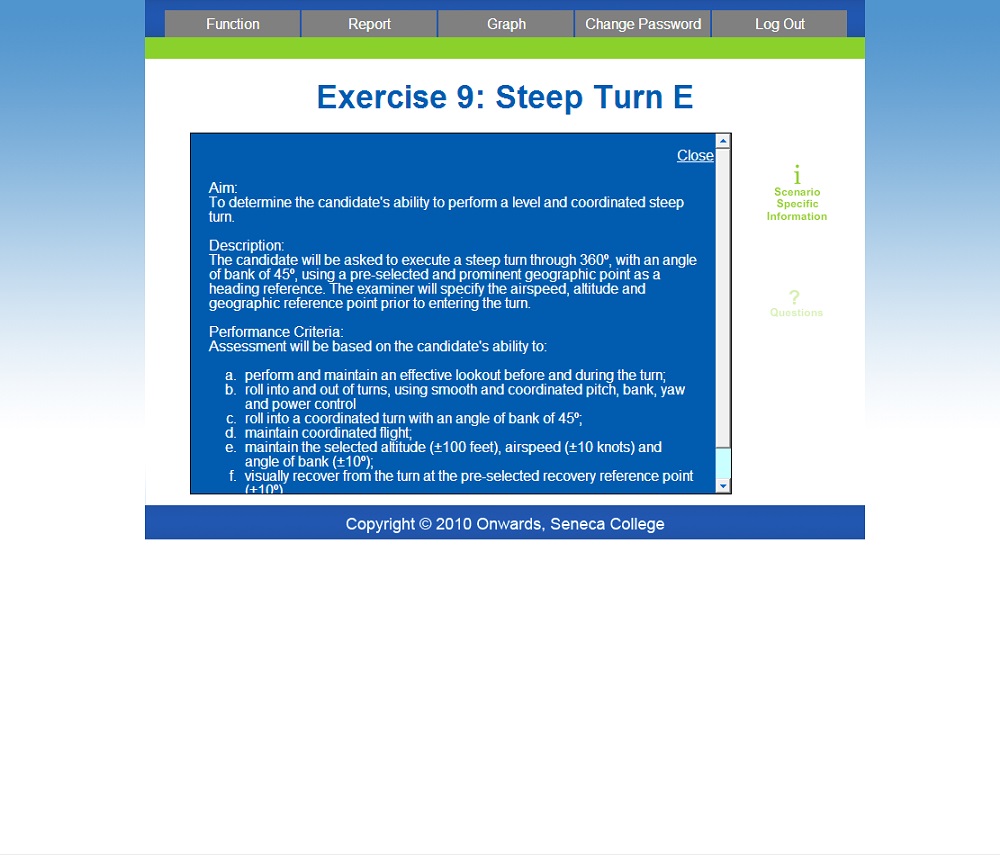 Function Report Graph Change Password Log Out
Exercise 9: Steep Turn E
Close
Aim:
To determine the candidate's ability to perform a level and coordinated steep
turn.
Description:
The candidate will be asked to execute a steep turn through 360º, with an angle
of bank of 45º, using a pre-selected and prominent geographic point as a
heading reference. The examiner will specify the airspeed, altitude and
geographic reference point prior to entering the turn.
Performance Criteria:
Assessment will be based on the candidate's ability to:
a. perform and maintain an effective lookout before and during the turn;
b. roll into and out of turns, using smooth and coordinated pitch, bank, yaw
and power control
c. roll into a coordinated turn with an angle of bank of 45º;
d. maintain coordinated flight;
e. maintain the selected altitude (±100 feet), airspeed (±10 knots) and
angle of bank (±10º);
f. visually recover from the turn at the pre-selected recovery reference point
(±10º)
i
Scenario
Specific
Information
?
Questions
Copyright © 2010 Onwards, Seneca College